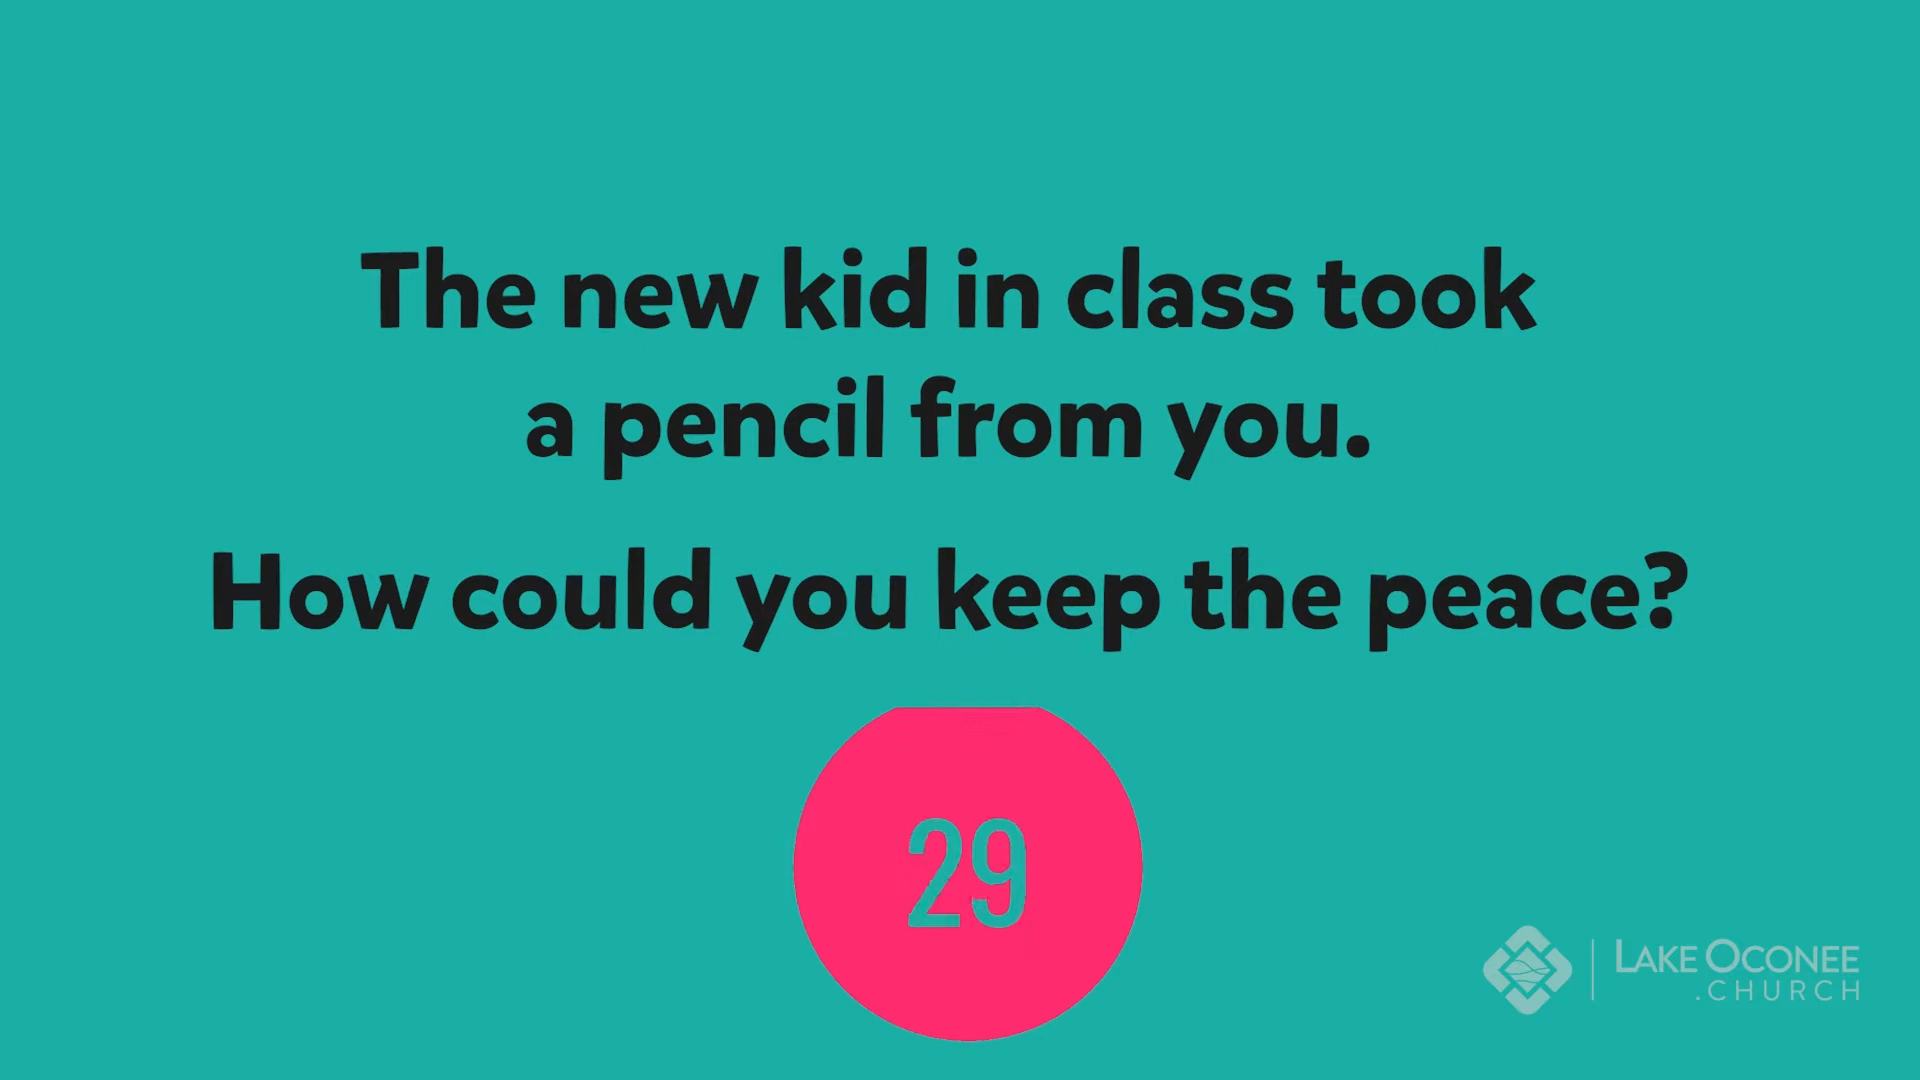 The new kid in class took
a pencil from you.
How could you keep the peace?
29
LAKE OCONEE
.CHURCH